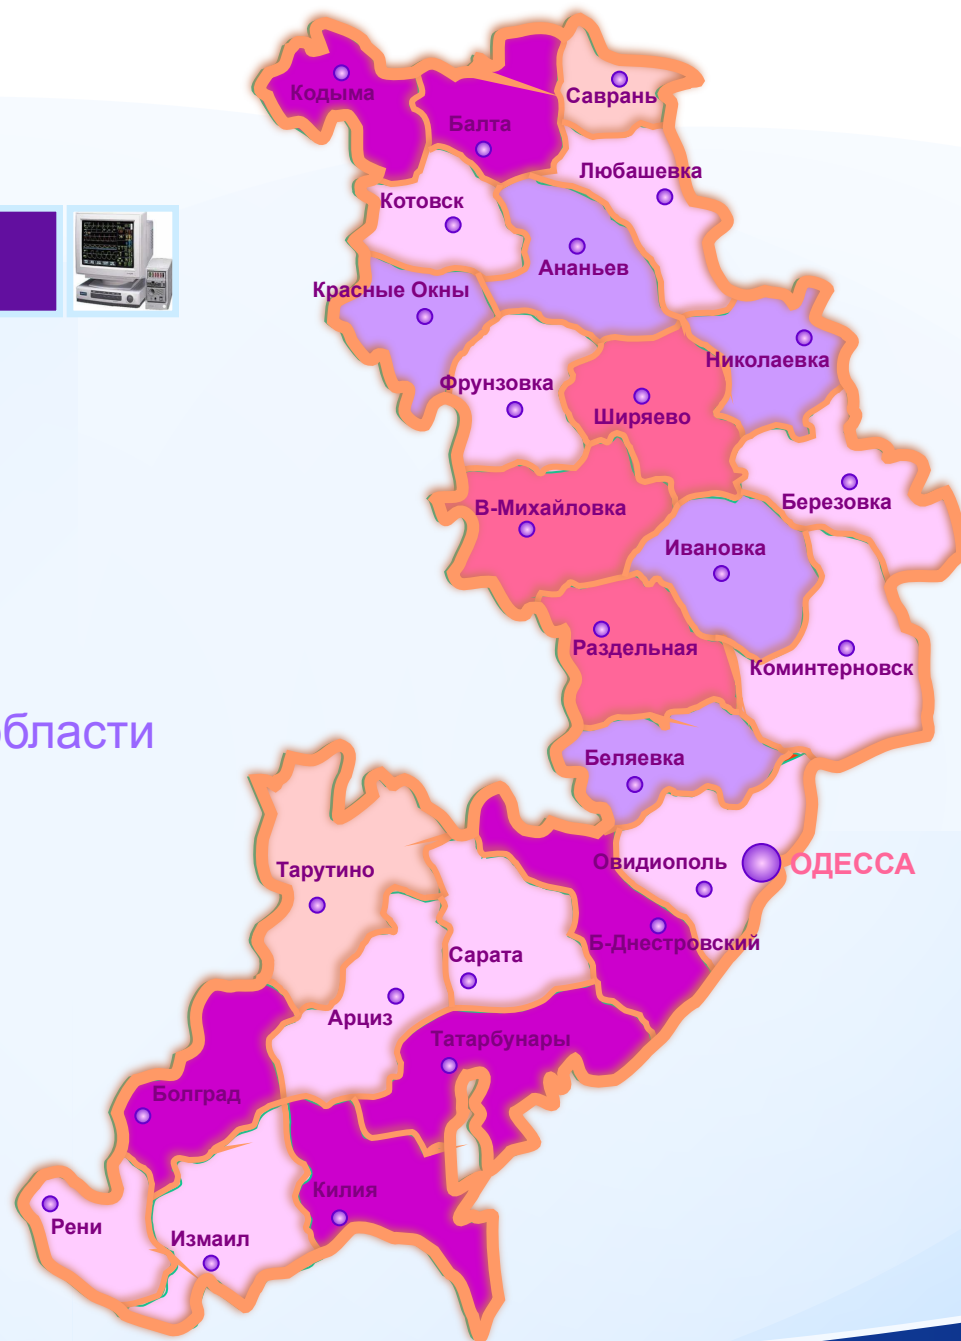 Кодыма
Саврань
Балта
Любашевка
Котовск
Ананьев
Красные Окны
Николаевка
Фрунзовка
Ширяево
Березовка
В-Михайловка
Ивановка
Раздельная
Коминтерновск
области
Беляевка
Овидиополь
ОДЕССА
Тарутино
Б-Днестровский
Сарата
Арциз
Татарбунары
Болград
Килия
Рени
Измаил